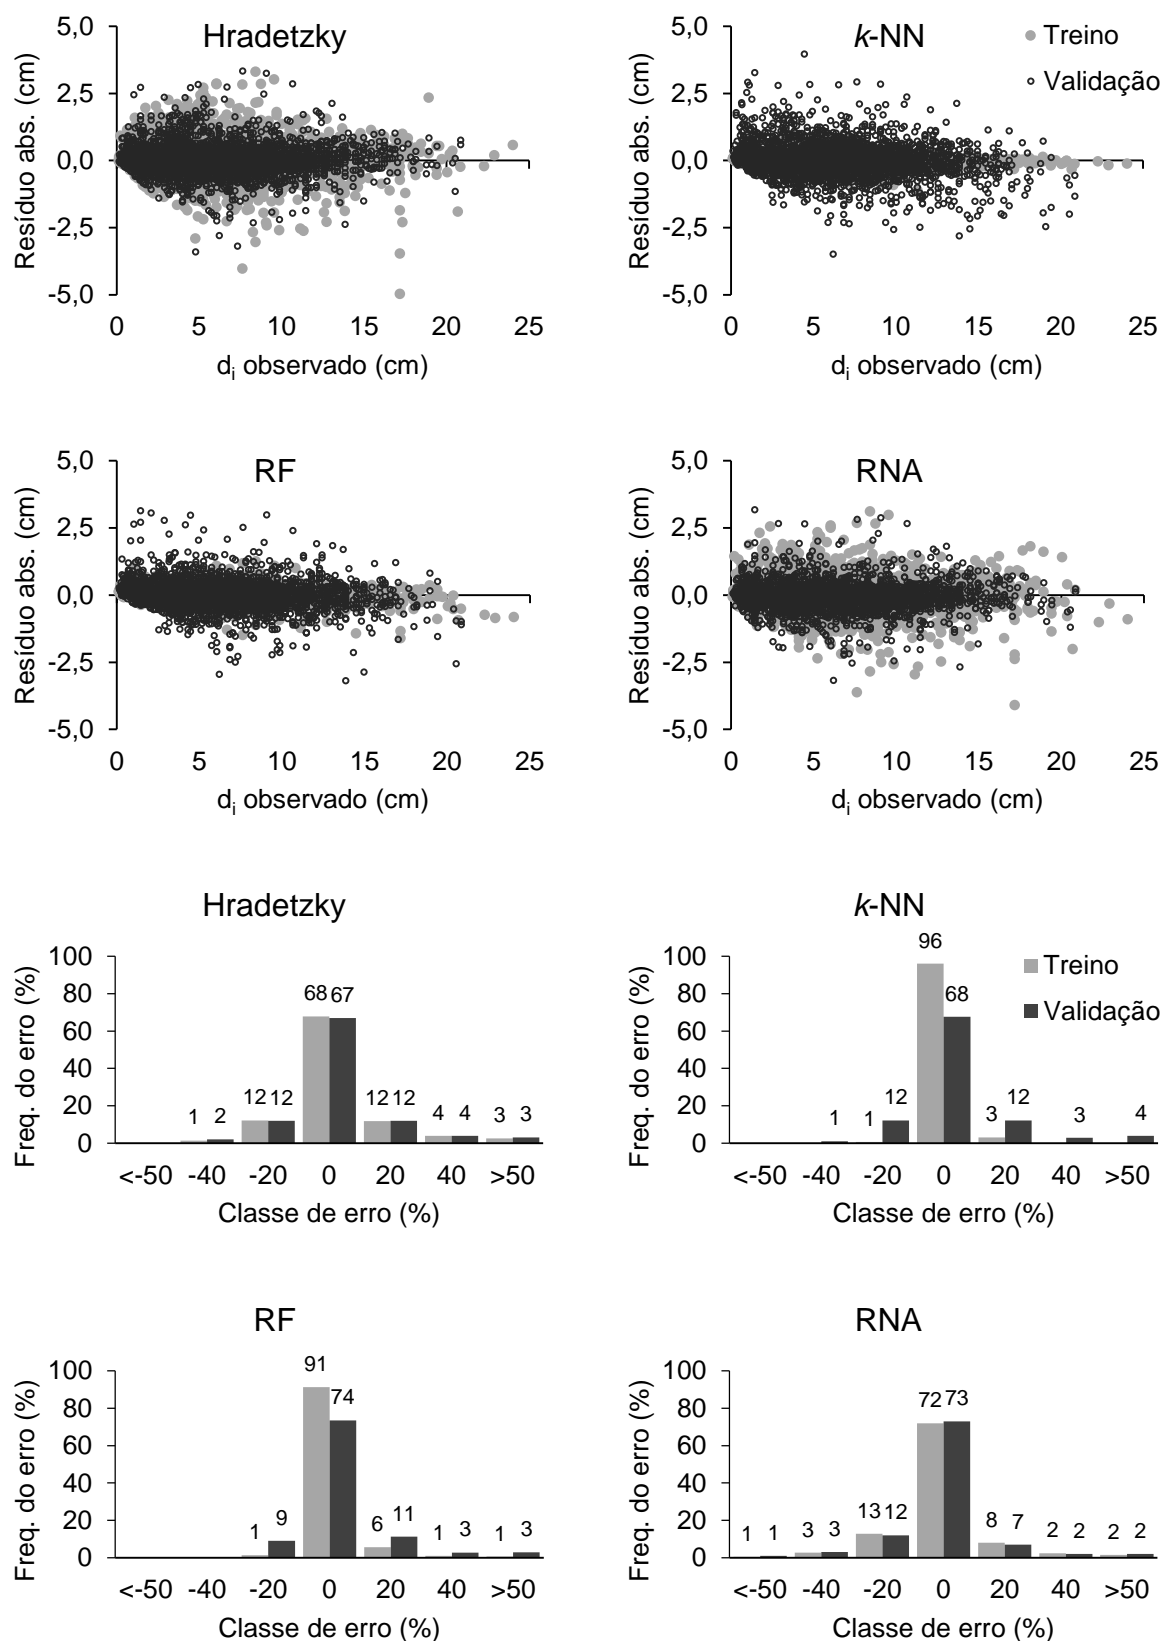 Hradetzky
5,0
2,5
0,0
-2,5
-5,0
Resíduo abs. (cm)
0 5 10 15 20 25
di observado (cm)
k-NN
Treino
Validação
5,0
2,5
0,0
-2,5
-5,0
Resíduo abs. (cm)
0 5 10 15 20 25
di observado (cm)
RF
5,0
2,5
0,0
-2,5
-5,0
Resíduo abs. (cm)
0 5 10 15 20 25
di observado (cm)
RNA
5,0
2,5
0,0
-2,5
-5,0
Resíduo abs. (cm)
0 5 10 15 20 25
di observado (cm)
Hradetzky
100
80
60
40
20
0
Freq. do erro (%)
1 2 12 12 68 67 12 12 4 4 3 3
<-50 -40 -20 0 20 40 >50
Classe de erro (%)
k-NN
Treino
Validação
100
80
60
40
20
0
Freq. do erro (%)
1 1 12 96 68 3 12 3 4
<-50 -40 -20 0 20 40 >50
Classe de erro (%)
RF
100
80
60
40
20
0
Freq. do erro (%)
1 9 91 74 6 11 1 3 1 3
<-50 -40 -20 0 20 40 >50
Classe de erro (%)
RNA
100
80
60
40
20
0
Freq. do erro (%)
1 1 3 3 13 12 72 73 8 7 2 2 2 2
<-50 -40 -20 0 20 40 >50
Classe de erro (%)